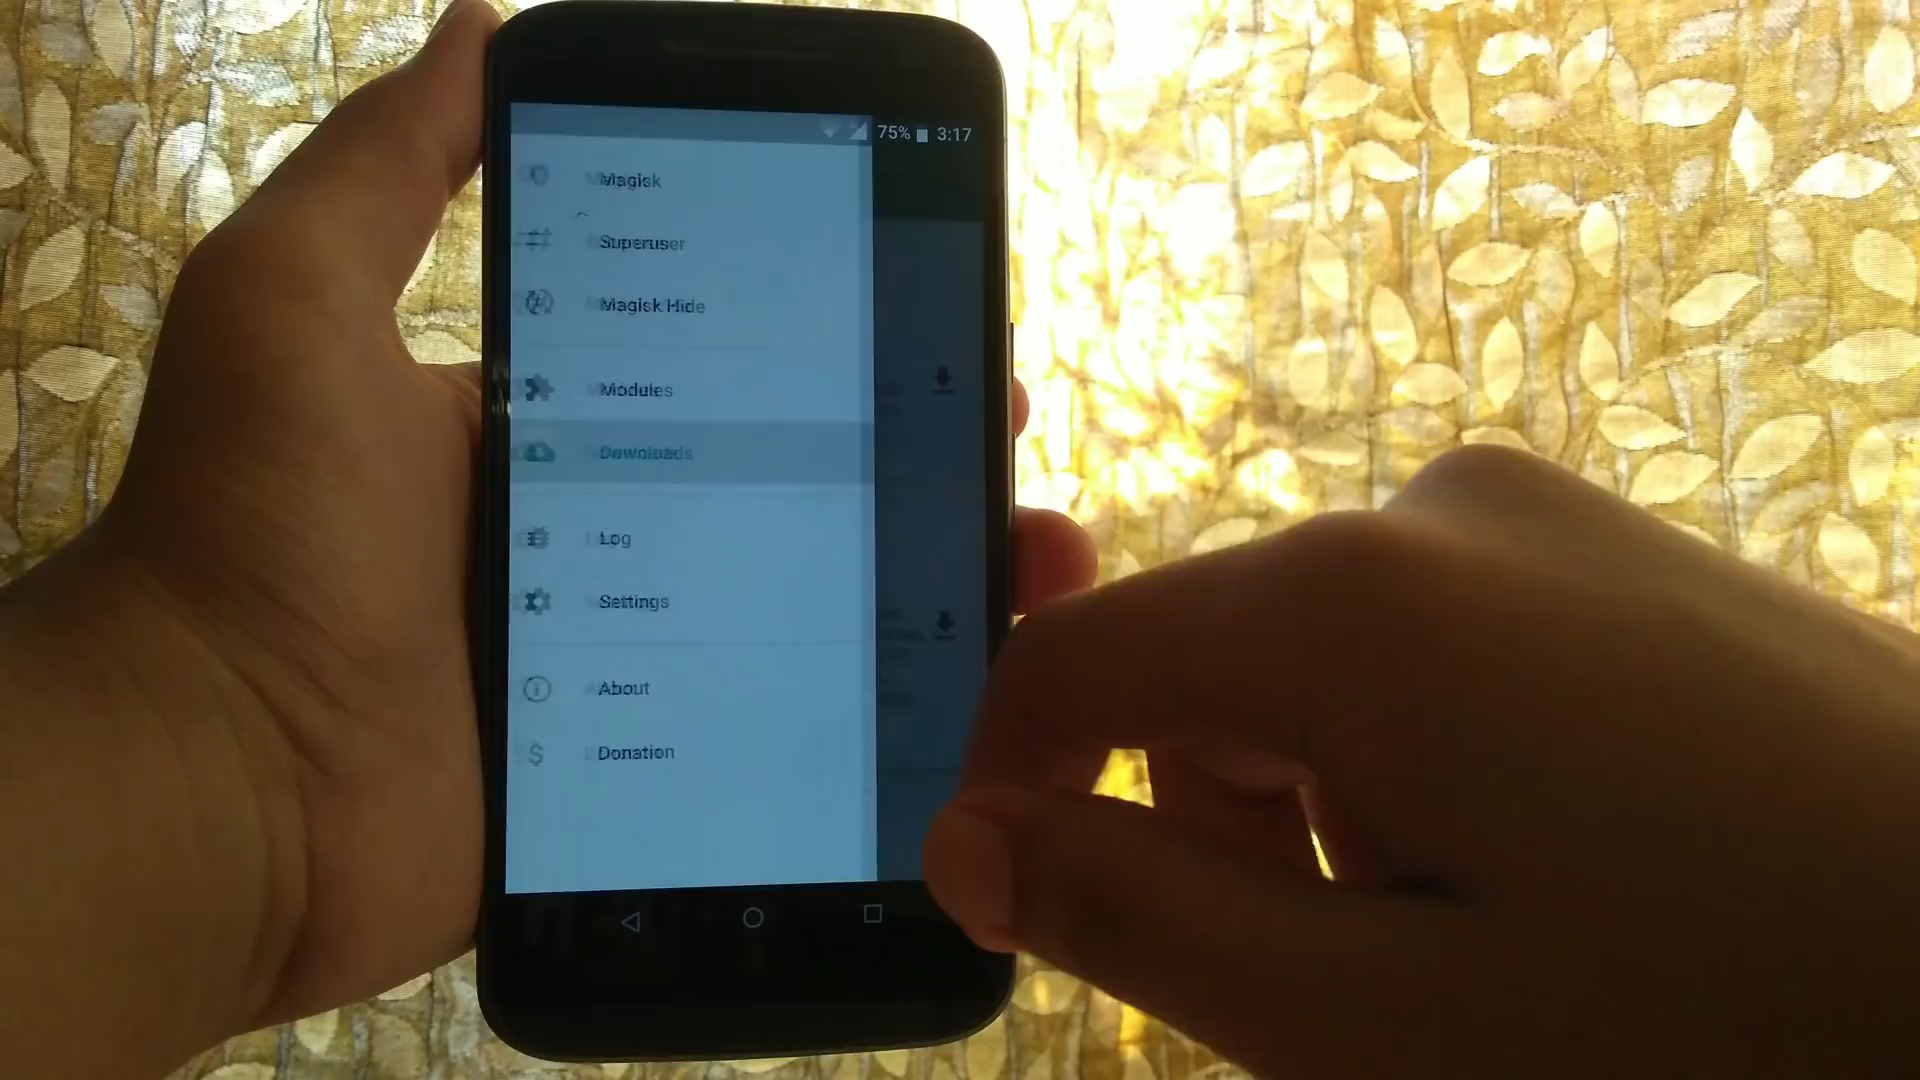 75% 3:17
Magisk
Superuser
Magisk Hide
Modules
Downloads
Log
Settings
About
Donation